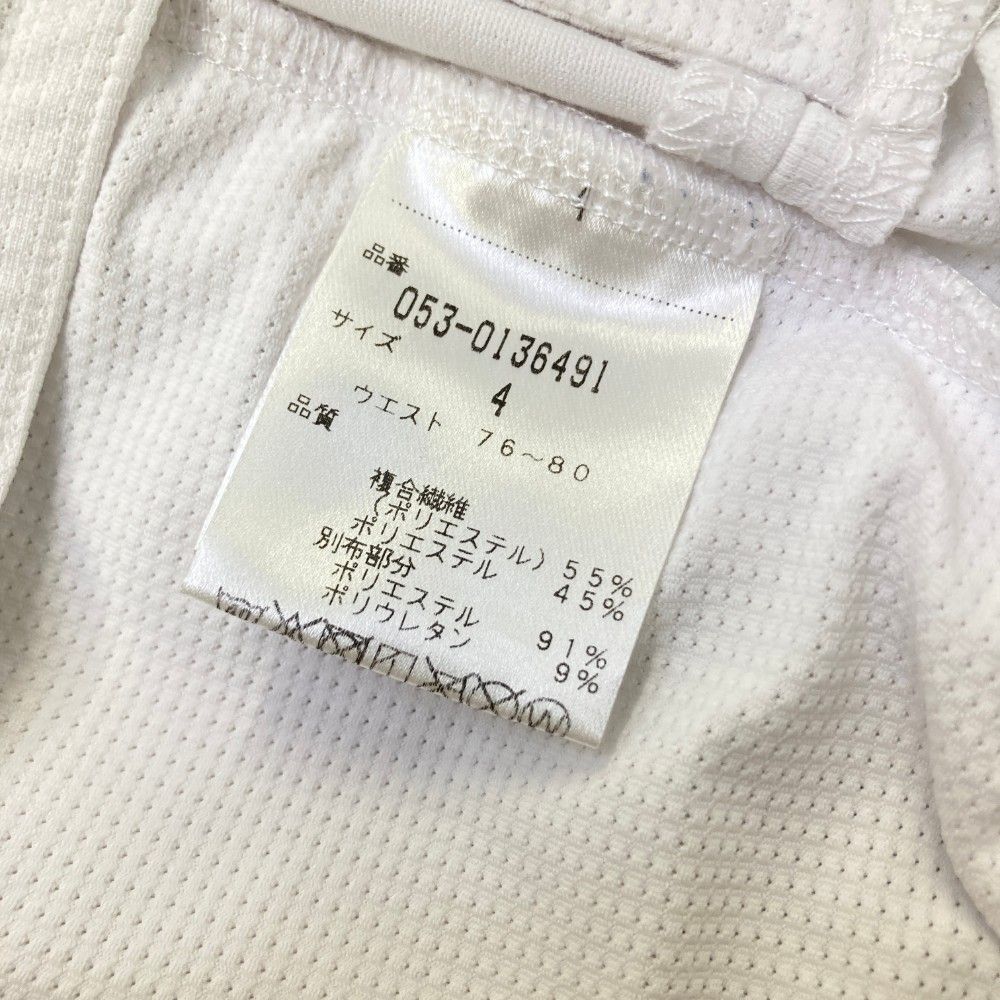 4
品番
053-0136491
サイズ
4
ウエスト 76～80
品質
複合繊維
(ポリエステル) 55%
ポリエステル 45%
別布部分
ポリエステル 91%
ポリウレタン 9%